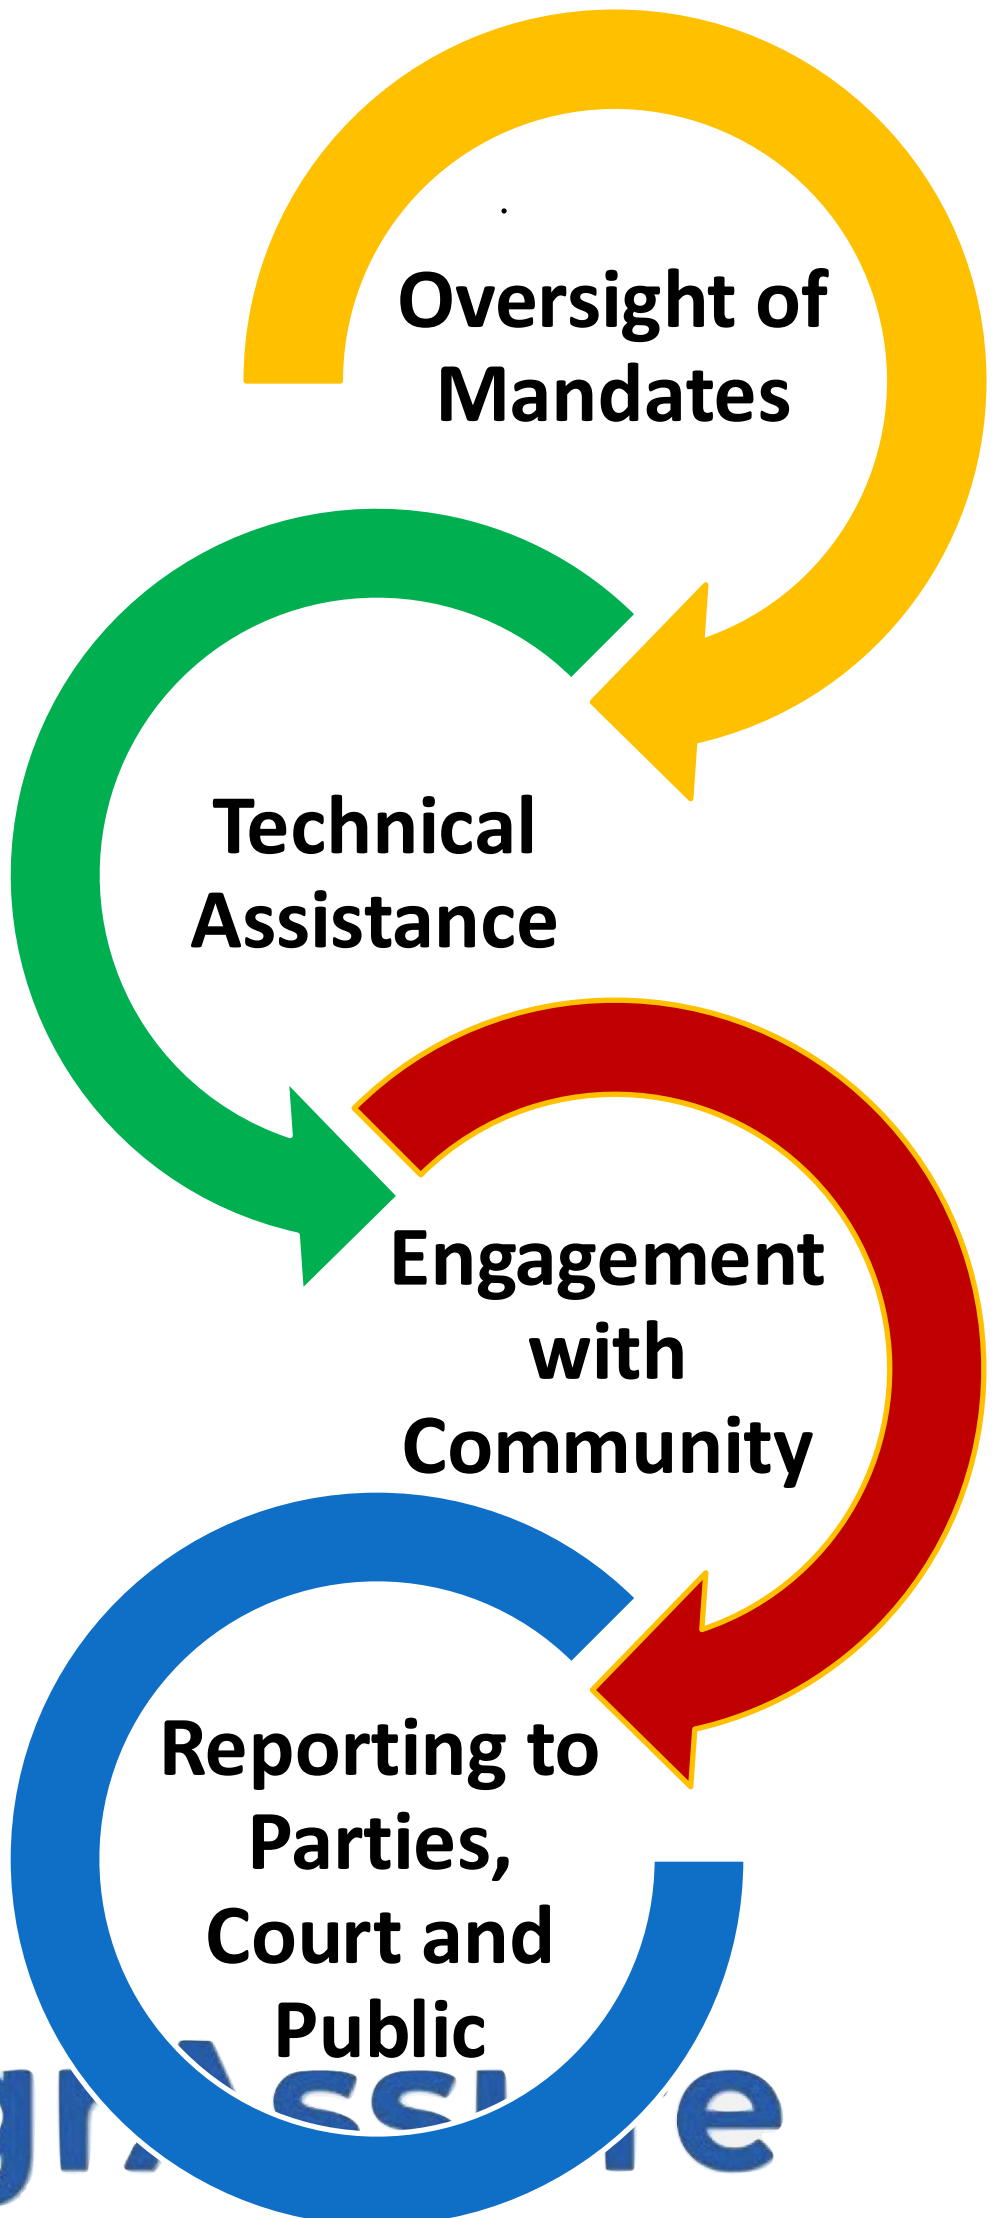 Oversight of
Mandates
Technical
Assistance
Engagement
with
Community
Reporting to
Parties,
Court and
Public